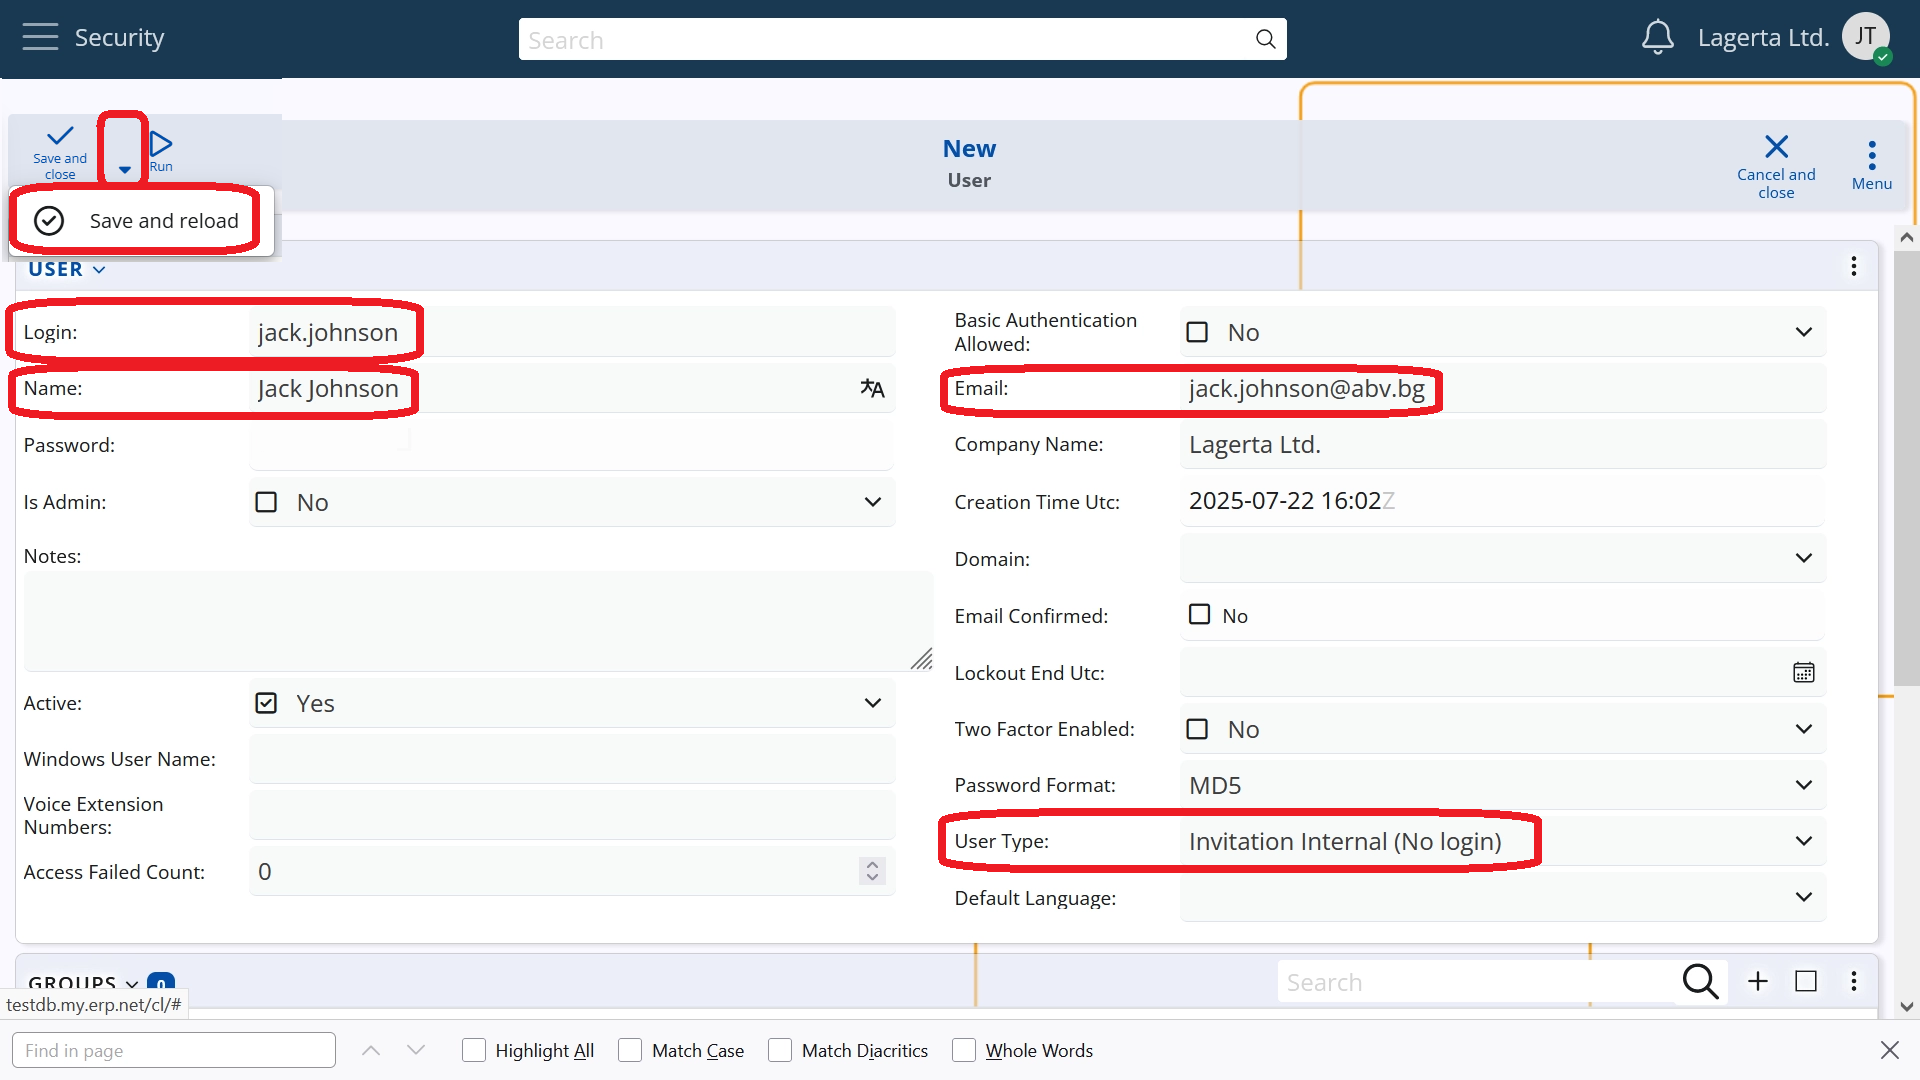 Security
Search
Lagerta Ltd.
JT
Save and
close
Run
New
User
Cancel and
close
Menu
Save and reload
USER
Login: jack.johnson
Name: Jack Johnson
Password:
Is Admin: No
Notes:
Active: Yes
Windows User Name:
Voice Extension
Numbers:
Access Failed Count: 0
Basic Authentication
Allowed: No
Email: jack.johnson@abv.bg
Company Name: Lagerta Ltd.
Creation Time Utc: 2025-07-22 16:02Z
Domain:
Email Confirmed: No
Lockout End Utc:
Two Factor Enabled: No
Password Format: MD5
User Type: Invitation Internal (No login)
Default Language:
GROUPS 0
Search
testdb.my.erp.net/cl/#
Find in page
Highlight All
Match Case
Match Diacritics
Whole Words